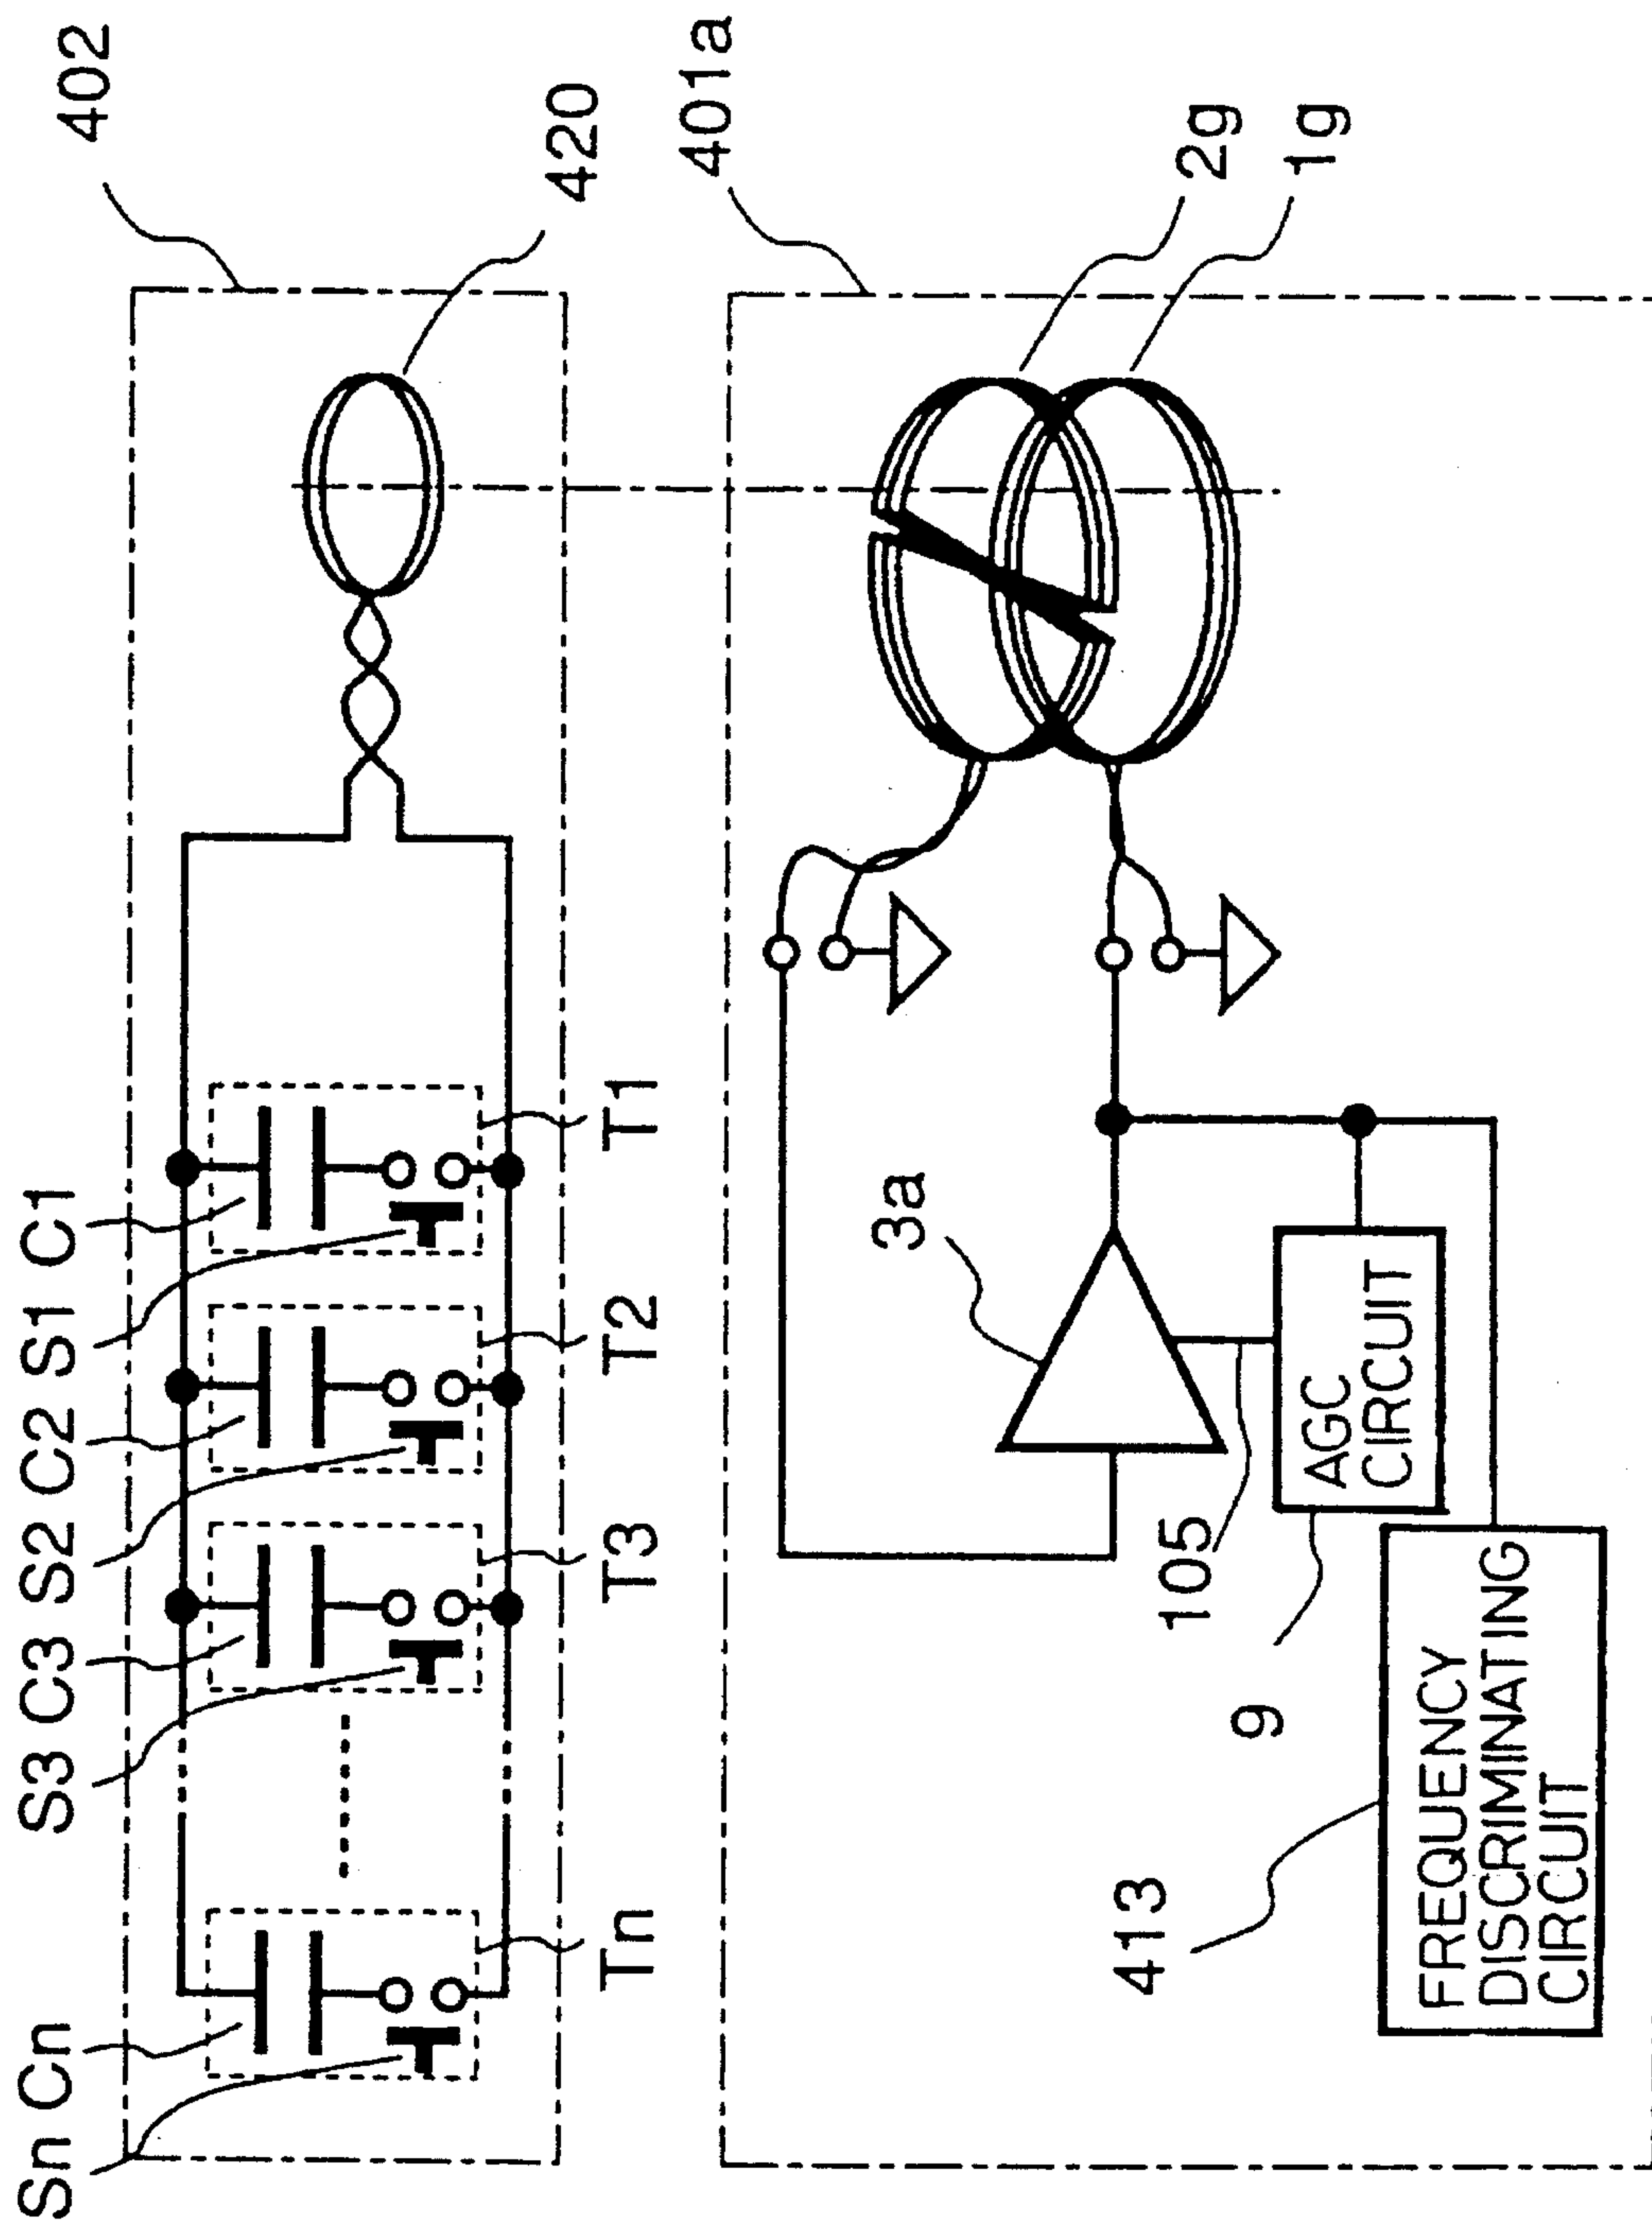 Sn Cn S3 C3 S2 C2 S1 C1
402
420
Tn T3 T2 T1
401a
3a
2g
1g
105
9
413
AGC
CIRCUIT
FREQUENCY
DISCRIMINATING
CIRCUIT